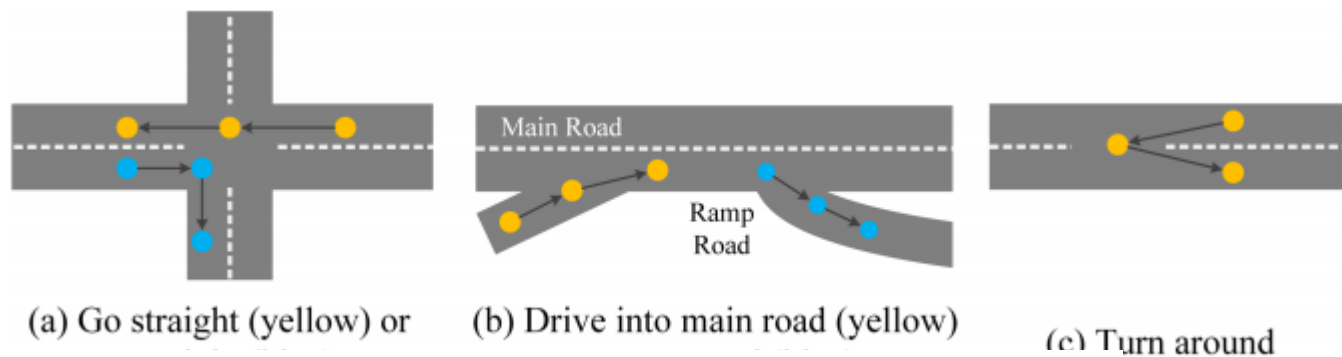 Main Road
Ramp
Road
(a) Go straight (yellow) or
(b) Drive into main road (yellow)
(c) Turn around